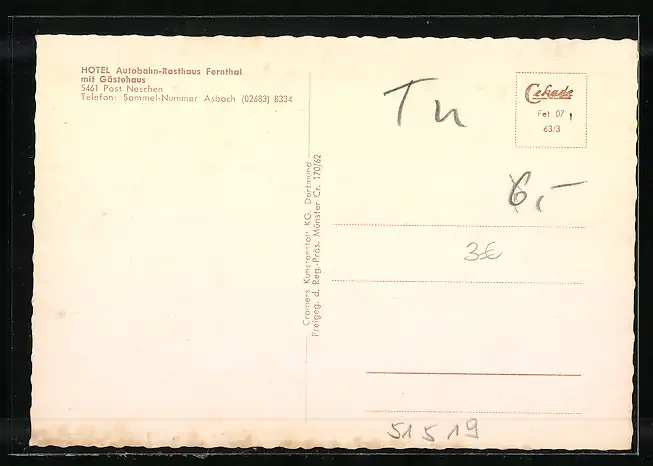 HOTEL Autobahn-Rasthaus Fernthal
mit Gästehaus
5461 Post Neschen
Telefon: Sammel-Nummer Asbach (02683) 8334
Cramers Kunstanstalt KG, Dortmund
Freigeg. d. Reg.-Präs. Münster Cr. 170/62
Tn
Cekade
Fet 07
63/3
6,-
3€
51519